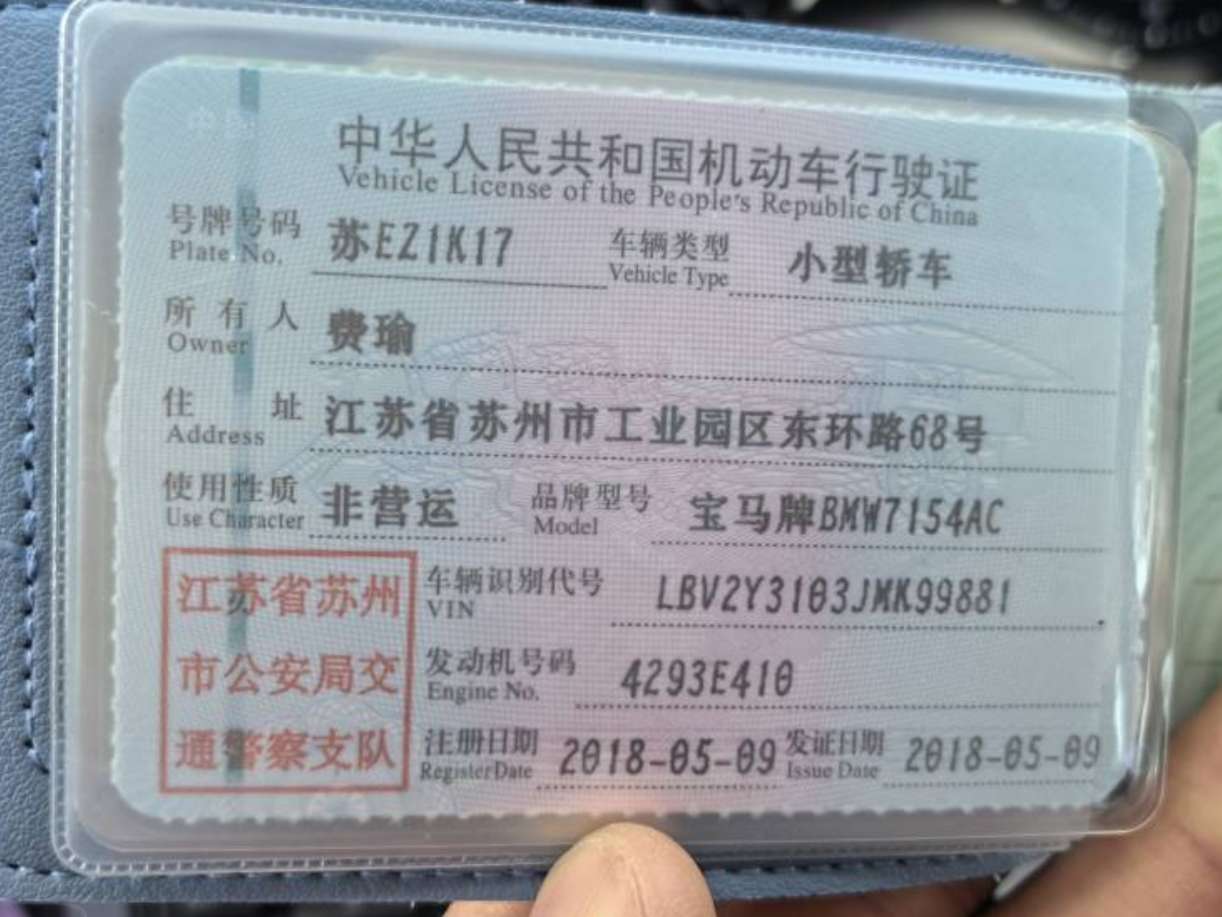 中华人民共和国机动车行驶证
Vehicle License of the People's Republic of China
号牌号码 苏EZ1K17 车辆类型 小型轿车
Plate No. Vehicle Type
所有人 费瑜
Owner
住址 江苏省苏州市工业园区东环路68号
Address
使用性质 非营运 品牌型号 宝马牌BMW7154AC
Use Character Model
江苏省苏州
市公安局交
通警察支队
车辆识别代号 LBV2Y3103JMK99881
VIN
发动机号码 4293E410
Engine No.
注册日期 2018-05-09 发证日期 2018-05-09
Register Date Issue Date